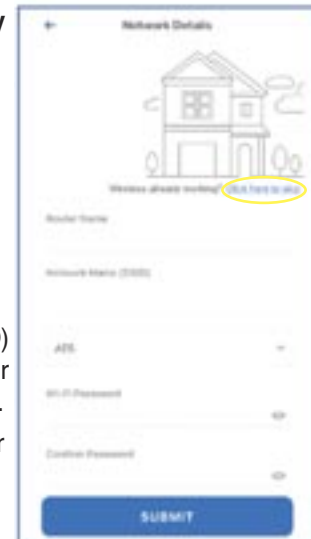 y
← Network Details
Wireless already working? Click here to skip
Router Name
Network Name (SSID)
AES
)
r
.
Wi-Fi Password
r
Confirm Password
SUBMIT